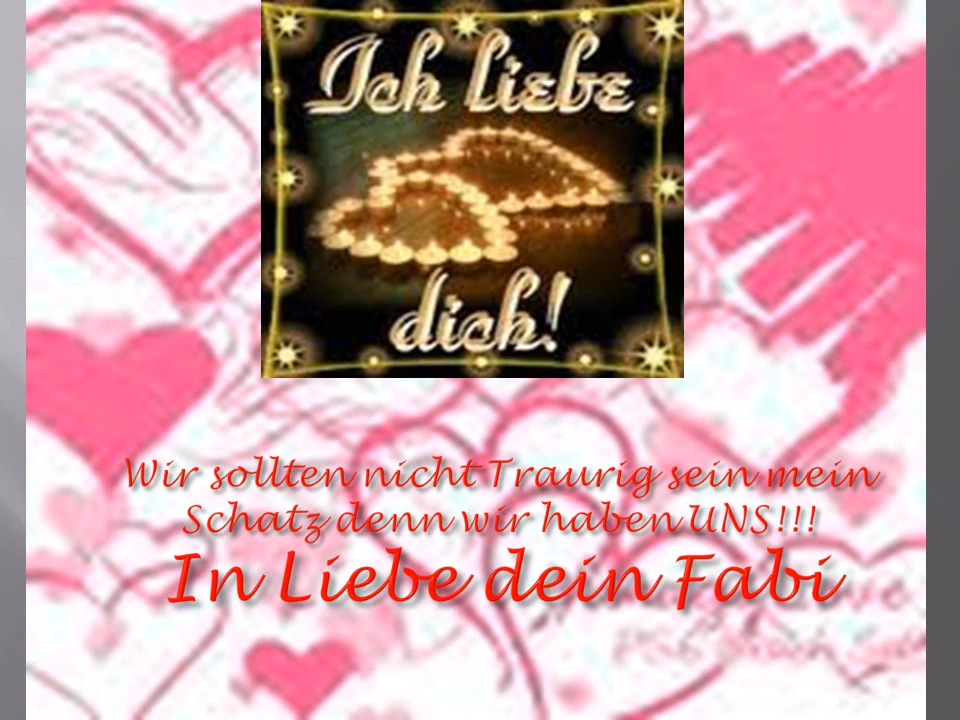 Ich liebe
dich!
Wir sollten nicht Traurig sein mein
Schatz denn wir haben UNS!!!
In Liebe dein Fabi